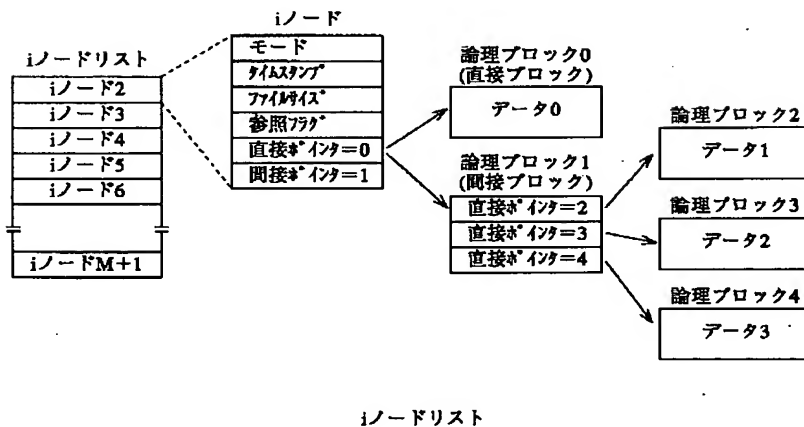 iノードリスト
iノード2
iノード3
iノード4
iノード5
iノード6
iノードM+1
iノード
モード
タイムスタンプ
ファイルサイズ
参照フラグ
直接ポインタ=0
間接ポインタ=1
論理ブロック0
(直接ブロック)
データ0
論理ブロック1
(間接ブロック)
直接ポインタ=2
直接ポインタ=3
直接ポインタ=4
論理ブロック2
データ1
論理ブロック3
データ2
論理ブロック4
データ3
iノードリスト